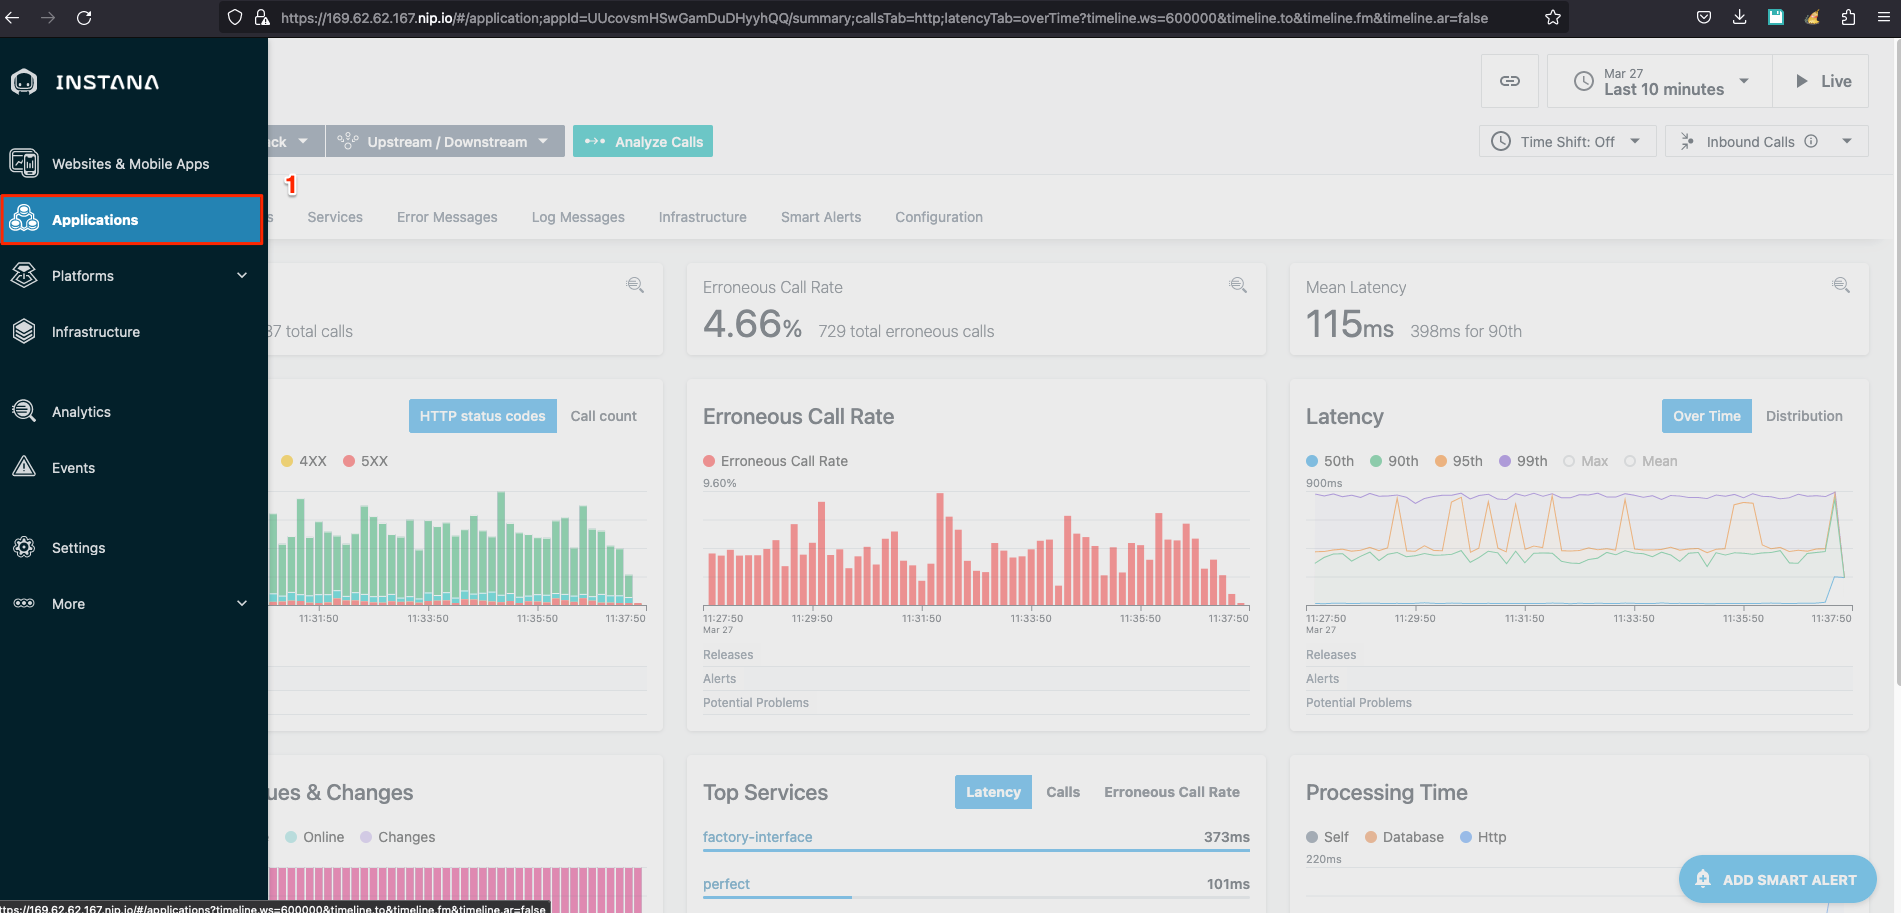 https://169.62.62.167.nip.io/#/application;appId=UUcovsmHSwGamDuDHyyhQQ/summary;callsTab=http;latencyTab=overTime?timeline.ws=600000&timeline.to&timeline.fm&timeline.ar=false
INSTANA
Mar 27
Last 10 minutes
Live
Upstream / Downstream
Analyze Calls
Time Shift: Off
Inbound Calls
Websites & Mobile Apps
1
Applications
Services
Error Messages
Log Messages
Infrastructure
Smart Alerts
Configuration
Platforms
Infrastructure
Analytics
Events
Settings
More
37 total calls
Erroneous Call Rate
4.66%
729 total erroneous calls
Mean Latency
115ms
398ms for 90th
HTTP status codes
Call count
4XX
5XX
11:31:50
11:33:50
11:35:50
11:37:50
Erroneous Call Rate
Erroneous Call Rate
9.60%
11:27:50
Mar 27
11:29:50
11:31:50
11:33:50
11:35:50
11:37:50
Releases
Alerts
Potential Problems
Latency
Over Time
Distribution
50th
90th
95th
99th
Max
Mean
900ms
11:27:50
Mar 27
11:29:50
11:31:50
11:33:50
11:35:50
11:37:50
Releases
Alerts
Potential Problems
ues & Changes
Online
Changes
Top Services
Latency
Calls
Erroneous Call Rate
factory-interface
373ms
perfect
101ms
Processing Time
Self
Database
Http
220ms
ADD SMART ALERT
ttps://169.62.62.167.nip.io/#/applications?timeline.ws=600000&timeline.to&timeline.fm&timeline.ar=false